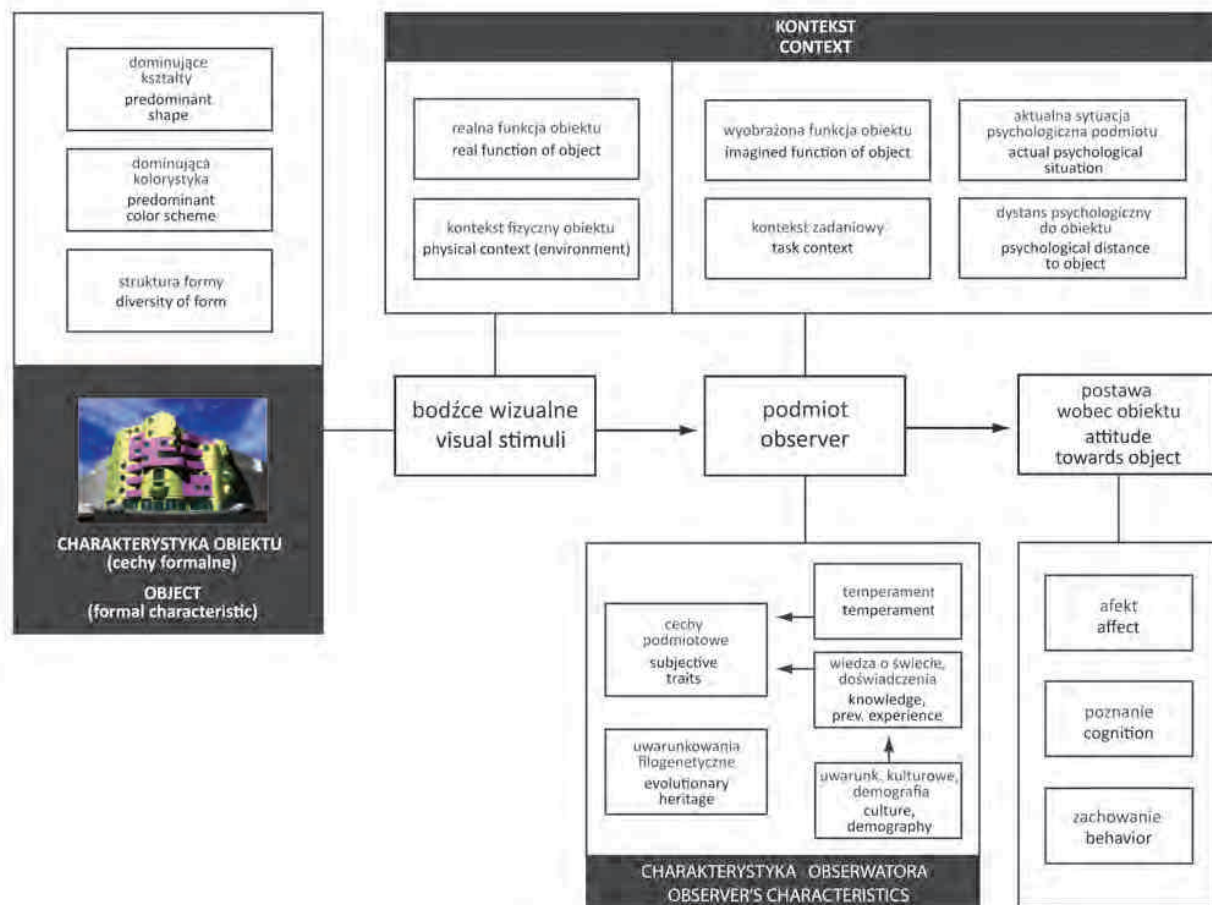 dominujące
kształty
predominant
shape
dominująca
kolorystyka
predominant
color scheme
struktura formy
diversity of form
CHARAKTERYSTYKA OBIEKTU
(cechy formalne)
OBJECT
(formal characteristic)
KONTEKST
CONTEXT
realna funkcja obiektu
real function of object
kontekst fizyczny obiektu
physical context (environment)
wyobrażona funkcja obiektu
imagined function of object
kontekst zadaniowy
task context
aktualna sytuacja
psychologiczna podmiotu
actual psychological
situation
dystans psychologiczny
do obiektu
psychological distance
to object
bodźce wizualne
visual stimuli
podmiot
observer
postawa
wobec obiektu
attitude
towards object
cechy
podmiotowe
subjective
traits
uwarunkowania
filogenetyczne
evolutionary
heritage
temperament
temperament
wiedza o świecie,
doświadczenia
knowledge,
prev. experience
uwarunk. kulturowe,
demografia
culture,
demography
CHARAKTERYSTYKA OBSERWATORA
OBSERVER'S CHARACTERISTICS
afekt
affect
poznanie
cognition
zachowanie
behavior